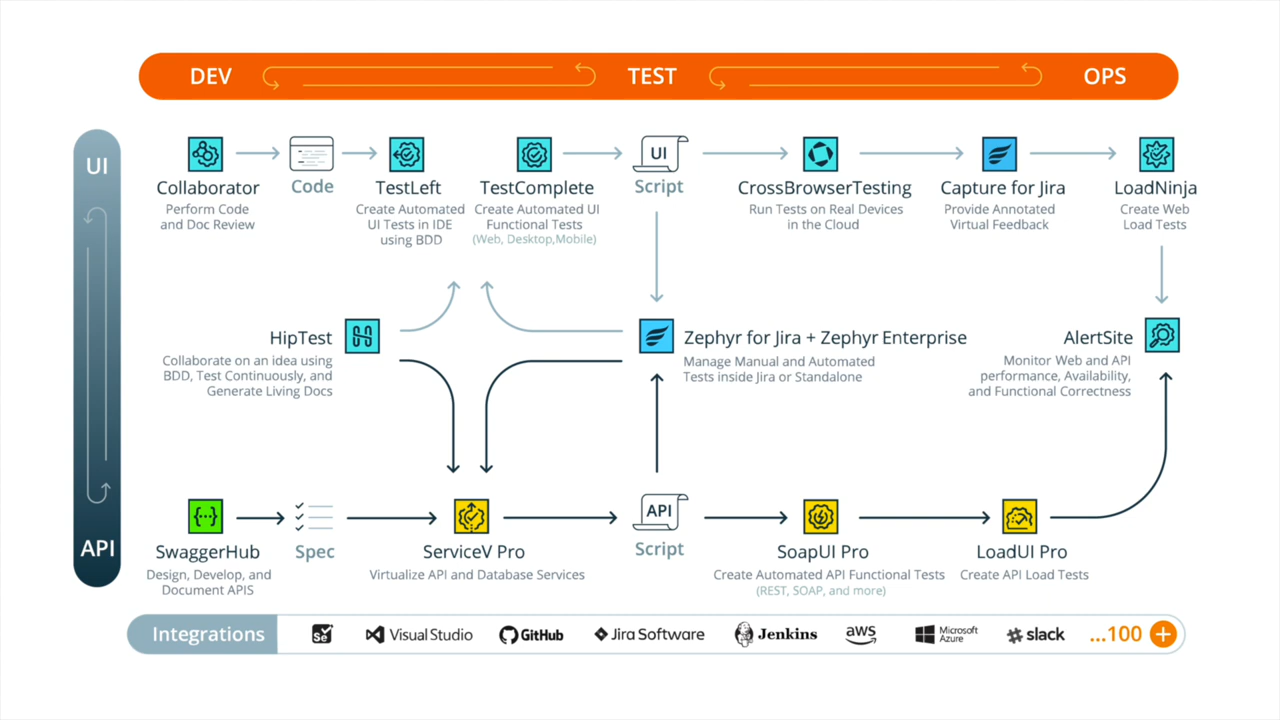 DEV TEST OPS
UI
Collaborator
Perform Code
and Doc Review
Code
TestLeft
Create Automated
UI Tests in IDE
using BDD
TestComplete
Create Automated UI
Functional Tests
(Web, Desktop,Mobile)
UI
Script
CrossBrowserTesting
Run Tests on Real Devices
in the Cloud
Capture for Jira
Provide Annotated
Virtual Feedback
LoadNinja
Create Web
Load Tests
HipTest
Collaborate on an idea using
BDD, Test Continuously, and
Generate Living Docs
Zephyr for Jira + Zephyr Enterprise
Manage Manual and Automated
Tests inside Jira or Standalone
AlertSite
Monitor Web and API
performance, Availability,
and Functional Correctness
API
SwaggerHub
Design, Develop, and
Document APIS
Spec
ServiceV Pro
Virtualize API and Database Services
API
Script
SoapUI Pro
Create Automated API Functional Tests
(REST, SOAP, and more)
LoadUI Pro
Create API Load Tests
Integrations
Se
Visual Studio
GitHub
Jira Software
Jenkins
aws
Microsoft
Azure
slack
...100 +